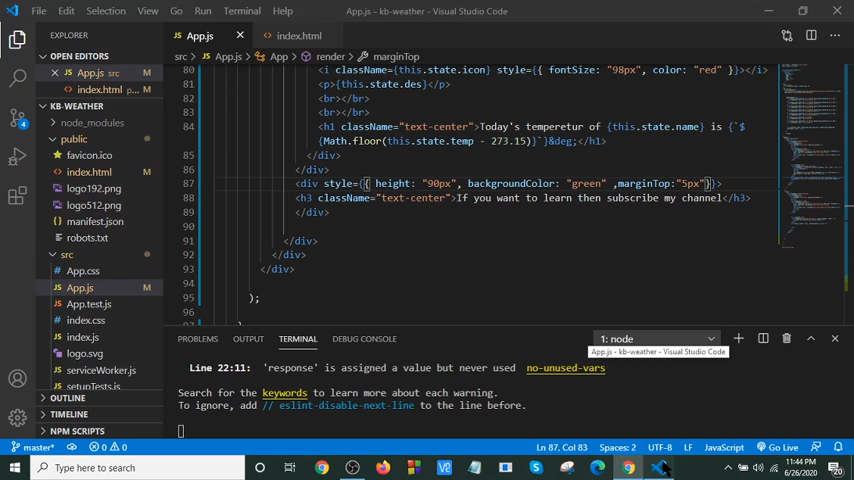 File Edit Selection View Go Run Terminal Help App.js - kb-weather - Visual Studio Code
EXPLORER
JS App.js × index.html
src > JS App.js > App > render > marginTop
OPEN EDITORS
× JS App.js src M
index.html p... M
KB-WEATHER
node_modules
public
favicon.ico
index.html M
logo192.png
logo512.png
manifest.json
robots.txt
src
App.css
JS App.js M
App.test.js
index.css
index.js
logo.svg
serviceWorker.js
setupTests.js
OUTLINE
TIMELINE
NPM SCRIPTS
80 <i className={this.state.icon} style={{ fontSize: "98px", color: "red" }}></i>
81 <p>{this.state.des}</p>
82 <br></br>
83 <br></br>
84 <h1 className="text-center">Today's temperetur of {this.state.name} is {`$
{Math.floor(this.state.temp - 273.15)}`}&deg;</h1>
85 </div>
86 </div>
87 <div style={{ height: "90px", backgroundColor: "green" ,marginTop:"5px"}}>
88 <h3 className="text-center">If you want to learn then subscribe my channel</h3>
89 </div>
90
91 </div>
92 </div>
93 </div>
94
95 );
96 }
PROBLEMS OUTPUT TERMINAL DEBUG CONSOLE 1: node
App.js - kb-weather - Visual Studio Code
Line 22:11: 'response' is assigned a value but never used no-unused-vars
Search for the keywords to learn more about each warning.
To ignore, add // eslint-disable-next-line to the line before.
master* 0 0 Ln 87, Col 83 Spaces: 2 UTF-8 LF JavaScript Go Live
Type here to search
11:44 PM
6/26/2020
20